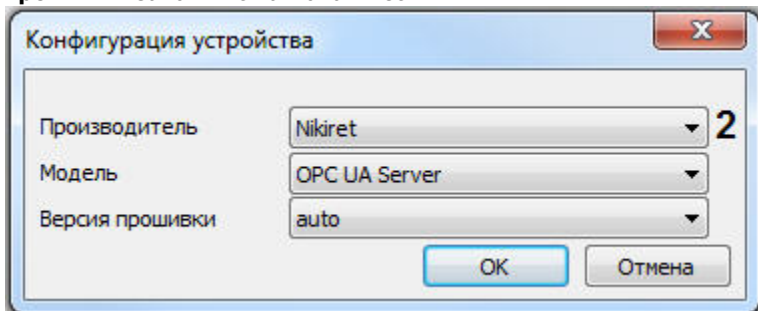 Конфигурация устройства
Производитель Nikiret 2
Модель OPC UA Server
Версия прошивки auto
OK Отмена